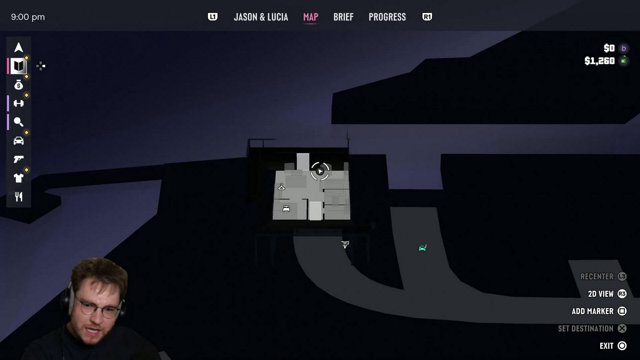 9:00 pm
L1 JASON & LUCIA MAP BRIEF PROGRESS R1
$0
$1,260
RECENTER
2D VIEW R3
ADD MARKER
SET DESTINATION
EXIT